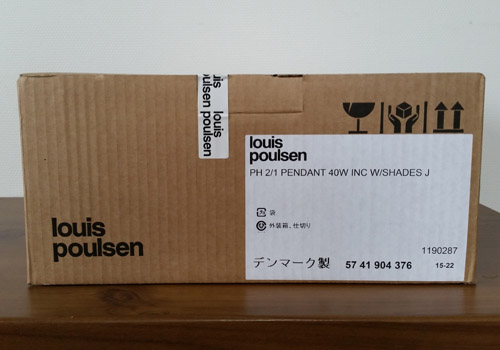 louis
poulsen
louis
poulsen
louis
poulsen
PH 2/1 PENDANT 40W INC W/SHADES J
袋
外装箱、仕切り
1190287
デンマーク製 57 41 904 376 15-22
louis
poulsen